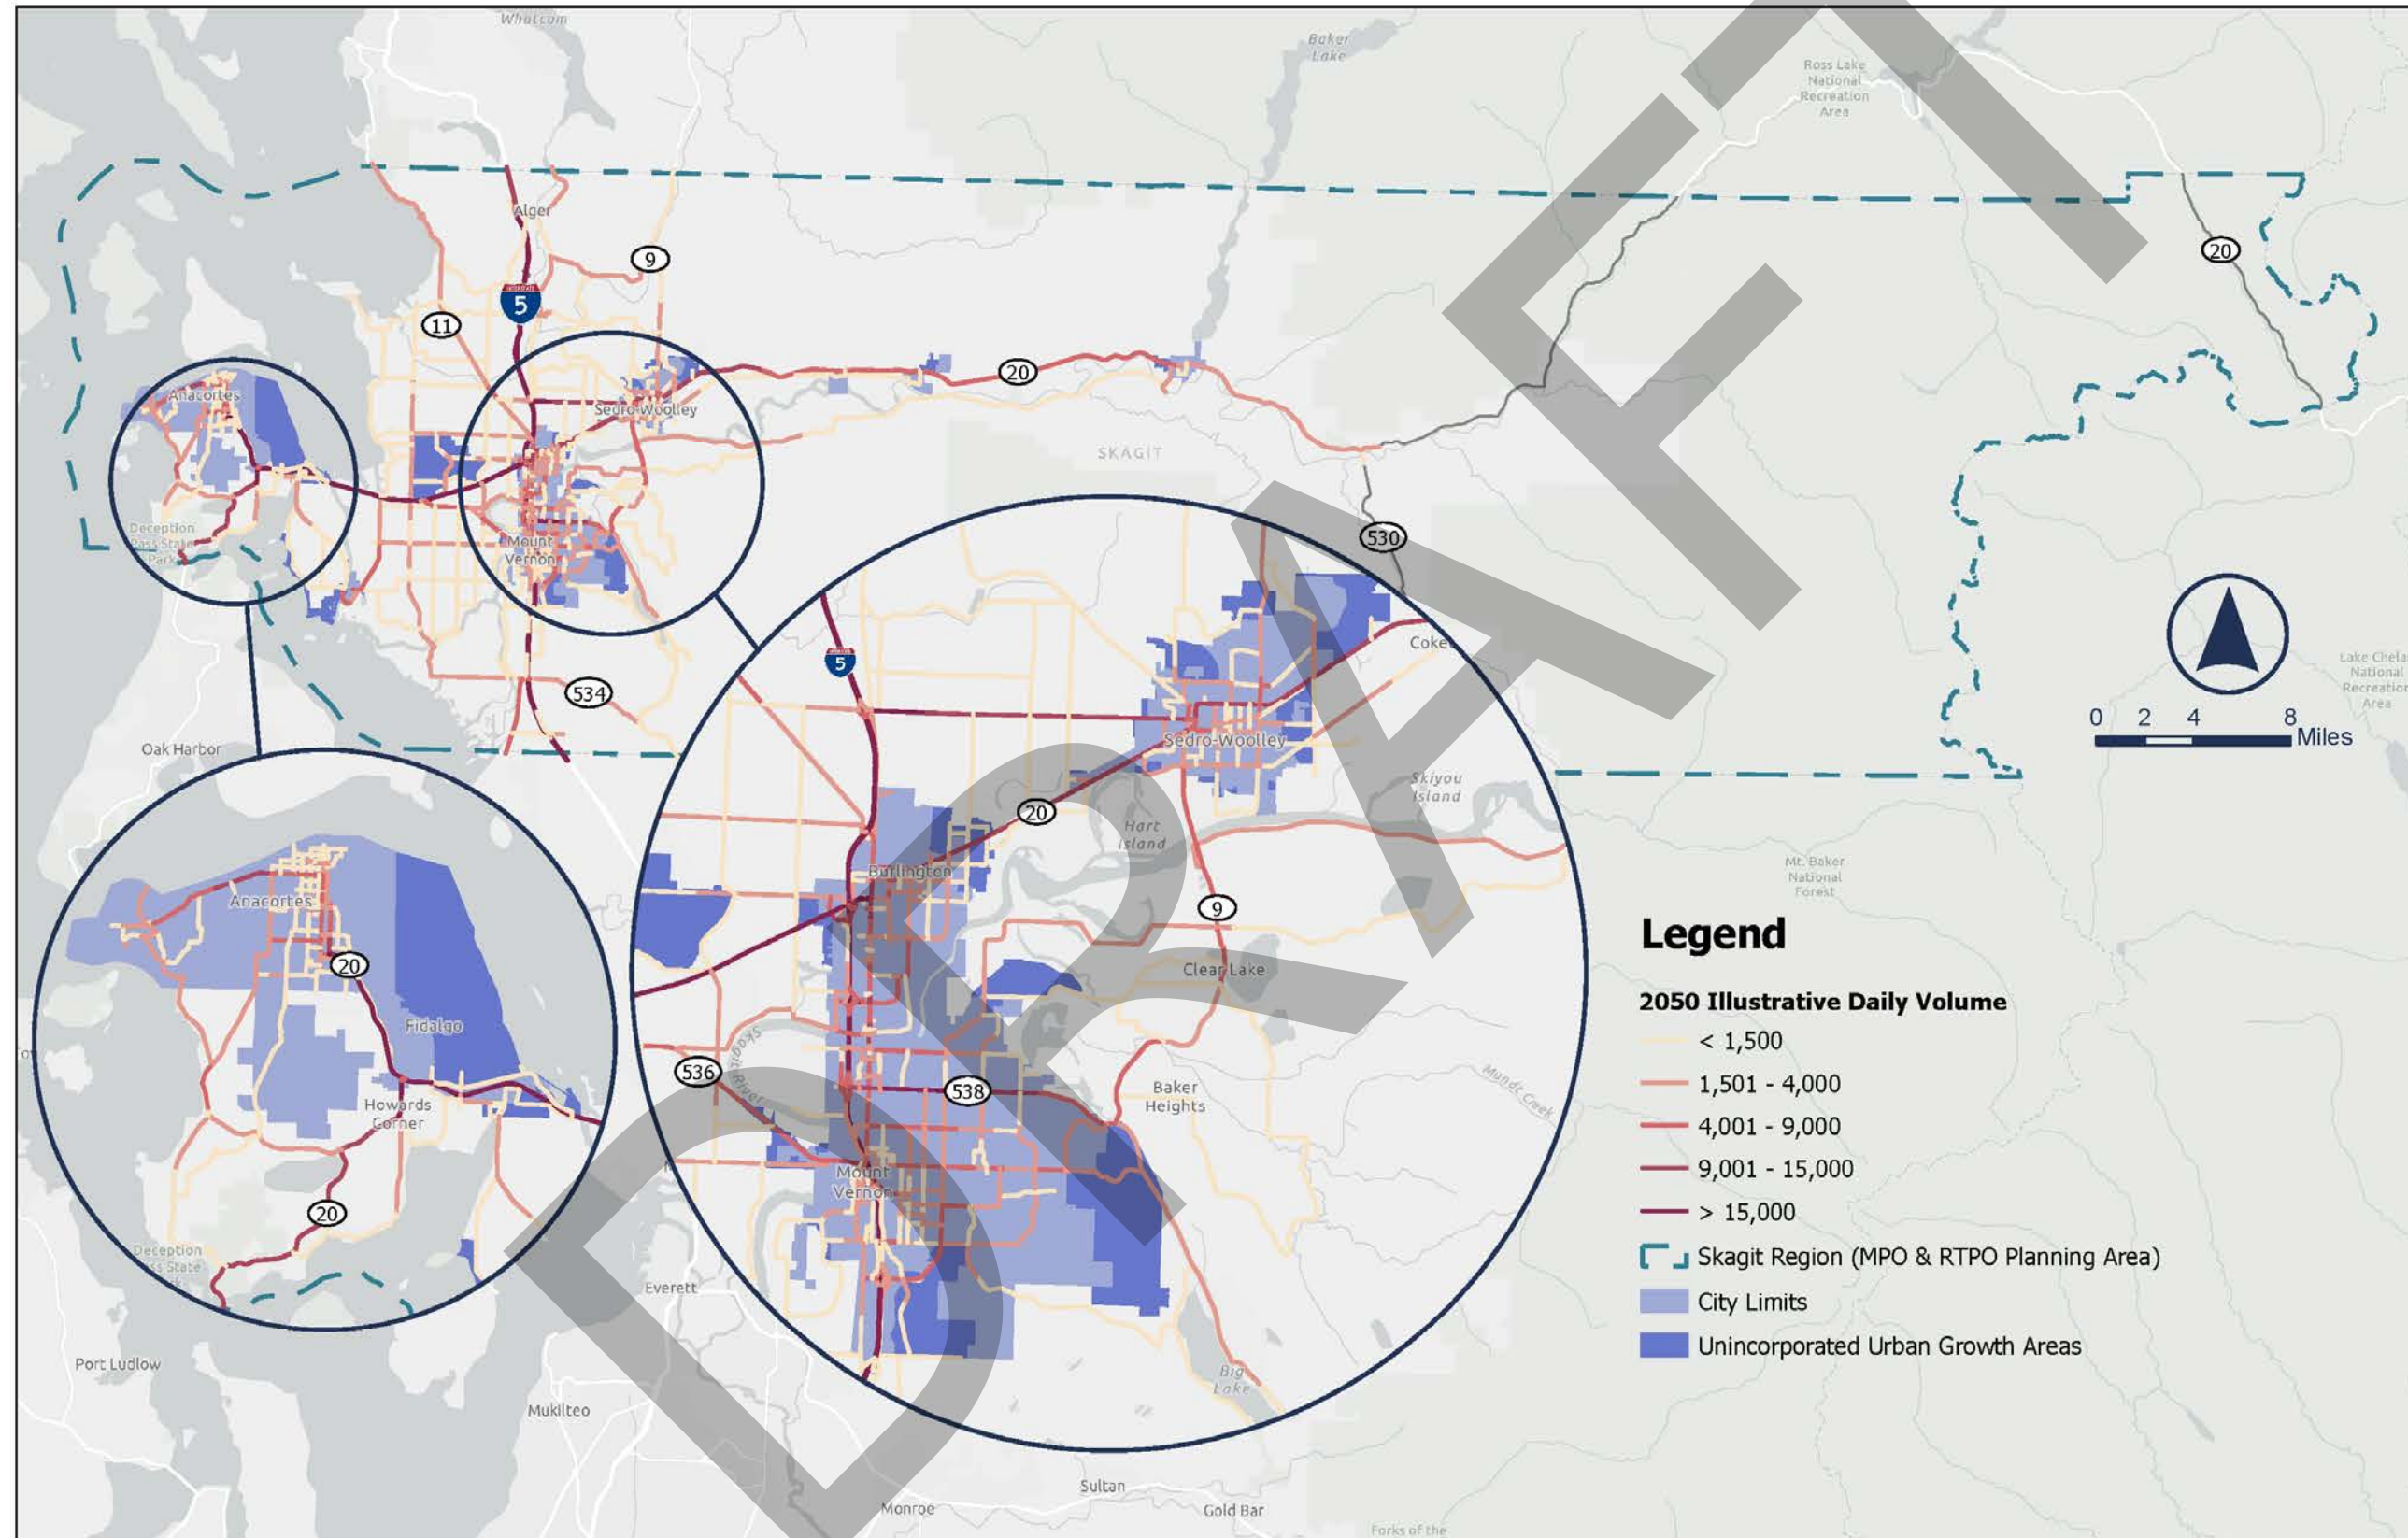 Whatcom
Baker
Lake
Ross Lake
National
Recreation
Area
Alger
9
20
5
11
20
Anacortes
Sedro-Woolley
SKAGIT
Deception
Pass State
Park
Mount
Vernon
530
534
Oak Harbor
5
Sedro-Woolley
Skiyou
Island
20
Hart
Island
Burlington
9
Clear Lake
536
Skagit River
538
Baker
Heights
Mount
Vernon
Big
Lake
Anacortes
20
Fidalgo
Howards
Corner
20
Deception
Everett
Port Ludlow
Mukilteo
Monroe
Sultan
Gold Bar
Forks of the
Mt. Baker
National
Forest
National
Recreation
Area
0 2 4 8
Miles
Legend
2050 Illustrative Daily Volume
< 1,500
1,501 - 4,000
4,001 - 9,000
9,001 - 15,000
> 15,000
Skagit Region (MPO & RTPO Planning Area)
City Limits
Unincorporated Urban Growth Areas
DRAFT